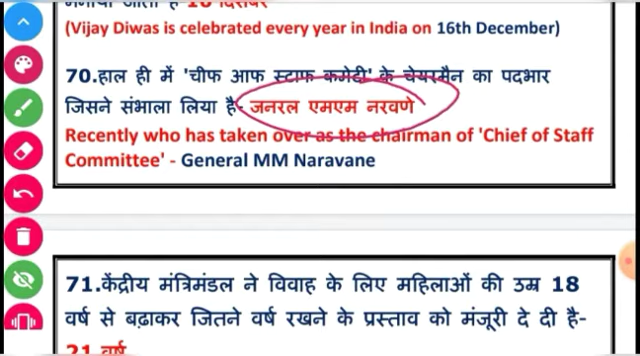 (Vijay Diwas is celebrated every year in India on 16th December)
70.हाल ही में 'चीफ आफ स्टाफ कमेटी' के चेयरमैन का पदभार
जिसने संभाला लिया है- जनरल एमएम नरवणे
Recently who has taken over as the chairman of 'Chief of Staff
Committee' - General MM Naravane
71.केंद्रीय मंत्रिमंडल ने विवाह के लिए महिलाओं की उम्र 18
वर्ष से बढ़ाकर जितने वर्ष रखने के प्रस्ताव को मंजूरी दे दी है-
21 वर्ष